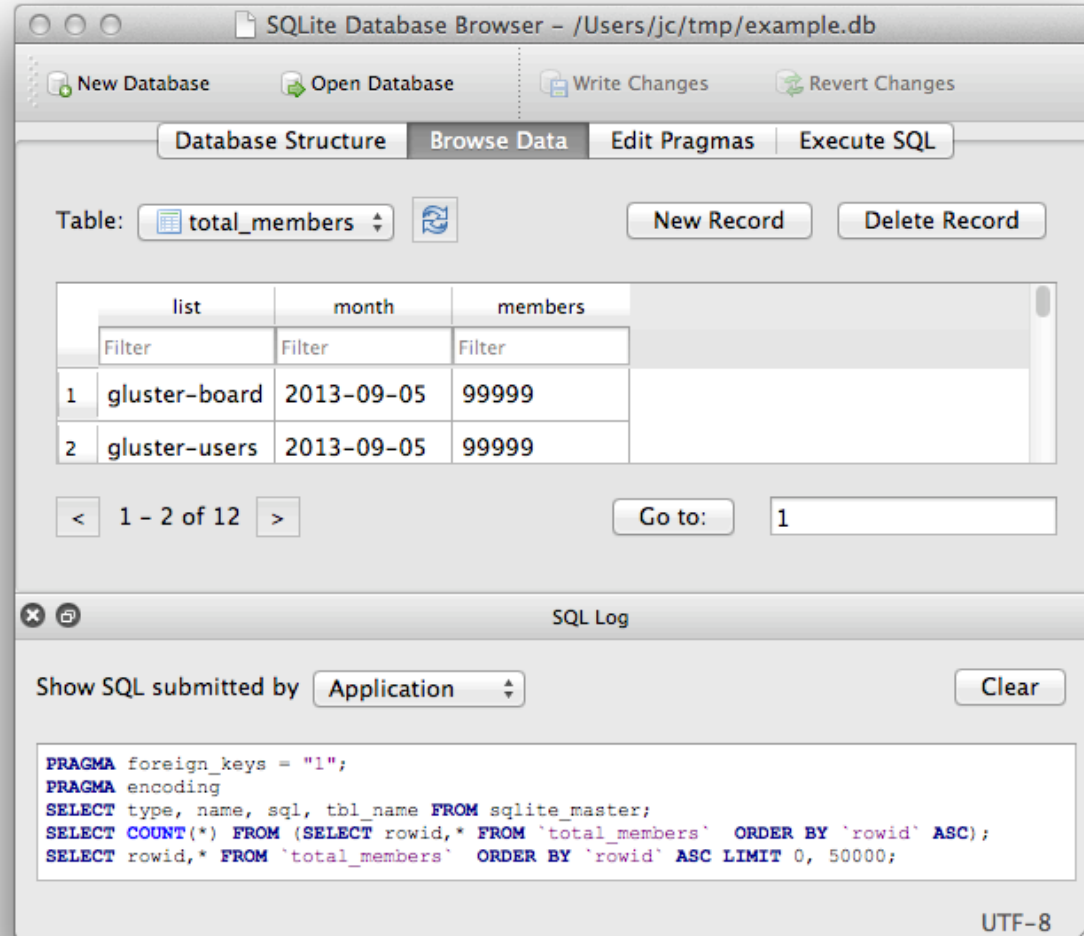 SQLite Database Browser – /Users/jc/tmp/example.db
New Database Open Database Write Changes Revert Changes
Database Structure Browse Data Edit Pragmas Execute SQL
Table: total_members New Record Delete Record
list month members
Filter Filter Filter
1 gluster-board 2013-09-05 99999
2 gluster-users 2013-09-05 99999
< 1 - 2 of 12 > Go to: 1
SQL Log
Show SQL submitted by Application Clear
PRAGMA foreign_keys = "1";
PRAGMA encoding
SELECT type, name, sql, tbl_name FROM sqlite_master;
SELECT COUNT(*) FROM (SELECT rowid,* FROM `total_members`  ORDER BY `rowid` ASC);
SELECT rowid,* FROM `total_members`  ORDER BY `rowid` ASC LIMIT 0, 50000;
UTF-8